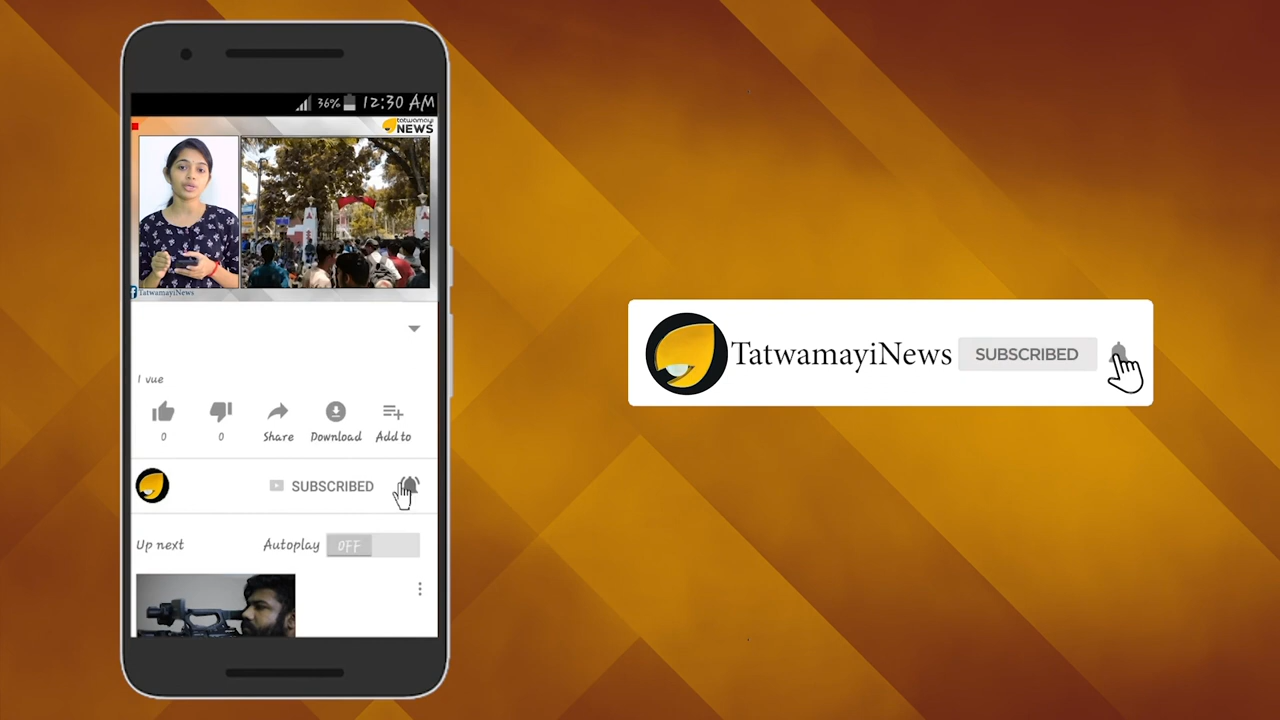 36% 12:30 AM
tatwamayi
NEWS
TatwamayiNews
1 vue
0 0 Share Download Add to
SUBSCRIBED
Up next Autoplay OFF
TatwamayiNews SUBSCRIBED